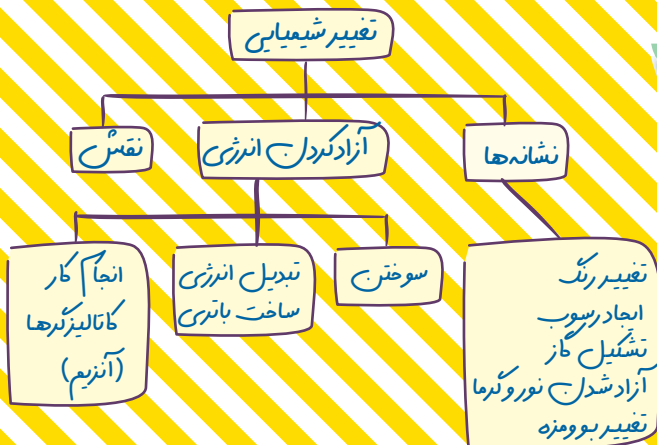 تغییر شیمیایی
نشانه‌ها
آزادکردن انرژی
نقش
تغییر رنگ
ایجاد رسوب
تشکیل گاز
آزادشدن نور و گرما
تغییر بو و مزه
سوختن
تبدیل انرژی
ساخت باتری
انجام کار
کاتالیزگرها
(آنزیم)